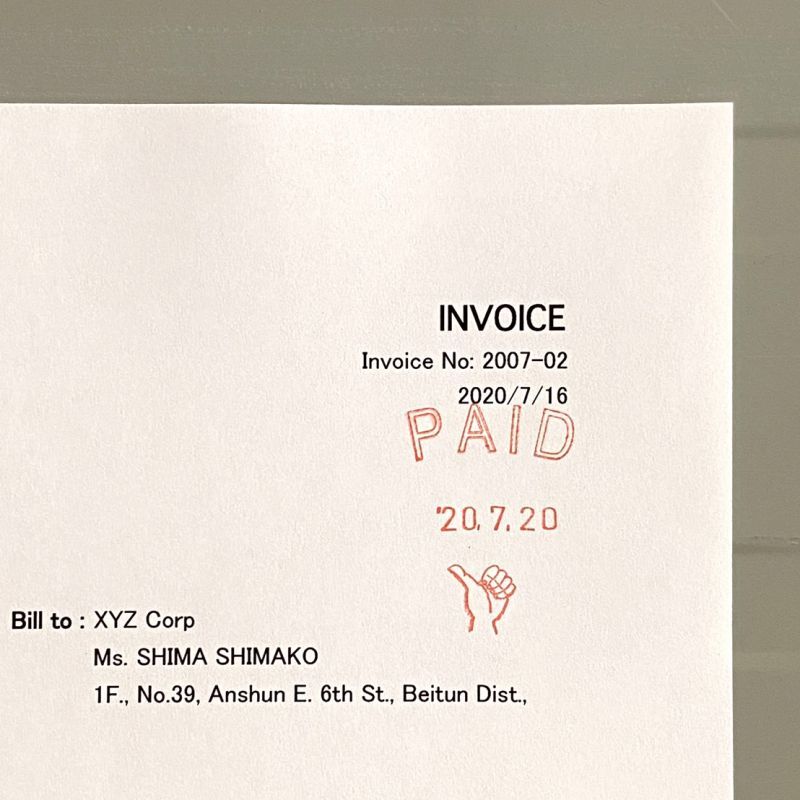 INVOICE
Invoice No: 2007-02
2020/7/16
PAID
'20.7.20
Bill to : XYZ Corp
Ms. SHIMA SHIMAKO
1F., No.39, Anshun E. 6th St., Beitun Dist.,